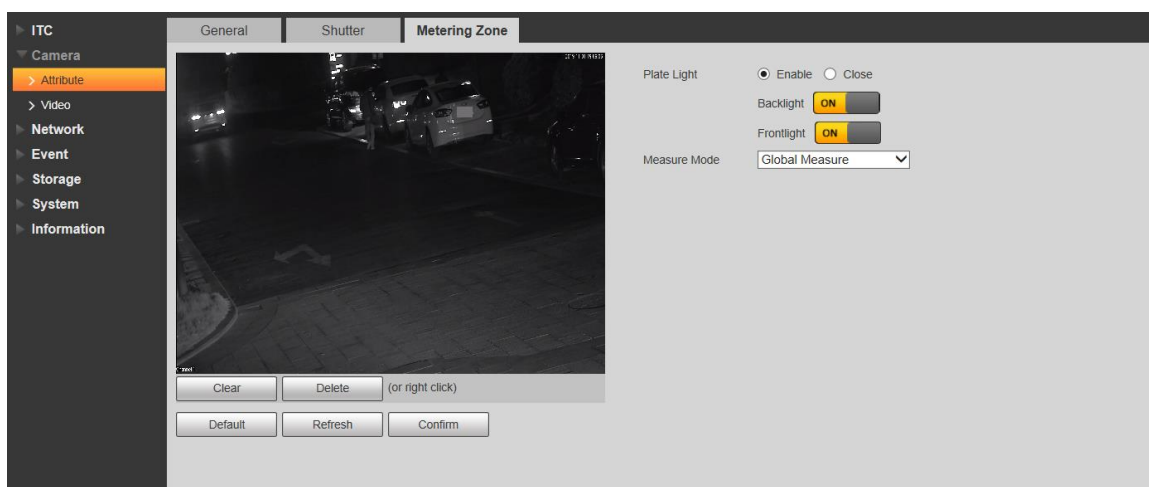 ITC
Camera
Attribute
Video
Network
Event
Storage
System
Information
General Shutter Metering Zone
Plate Light Enable Close
Backlight ON
Frontlight ON
Measure Mode Global Measure
Clear Delete (or right click)
Default Refresh Confirm